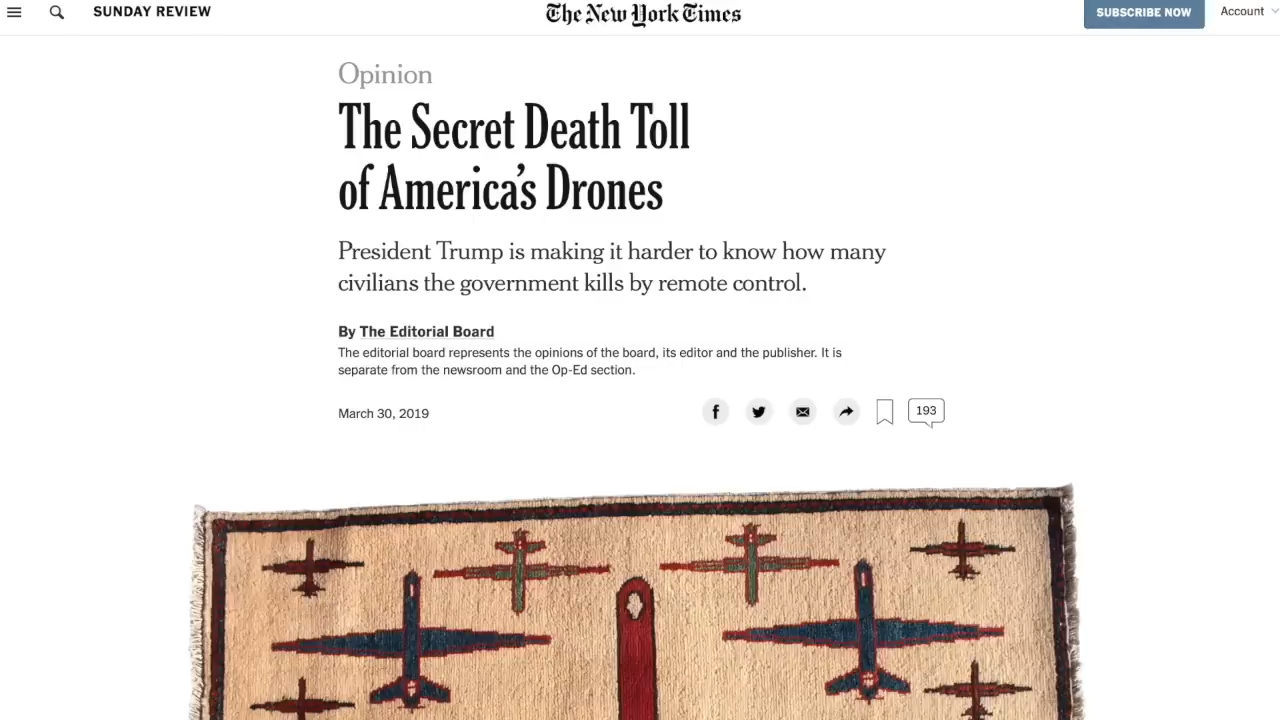 SUNDAY REVIEW
The New York Times
SUBSCRIBE NOW
Account
Opinion
The Secret Death Toll
of America’s Drones
President Trump is making it harder to know how many
civilians the government kills by remote control.
By The Editorial Board
The editorial board represents the opinions of the board, its editor and the publisher. It is
separate from the newsroom and the Op-Ed section.
March 30, 2019
193